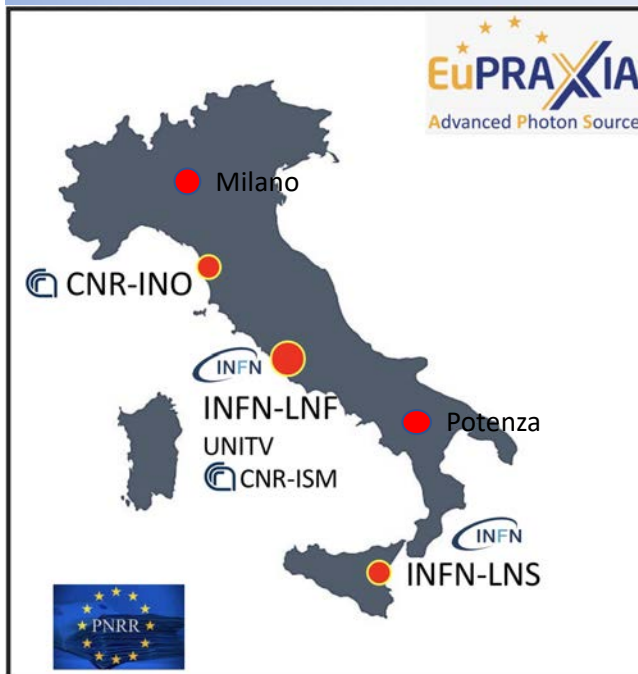 EuPRAXIA
Advanced Photon Source
Milano
CNR-INO
INFN
INFN-LNF
UNITV
CNR-ISM
Potenza
INFN
INFN-LNS
PNRR